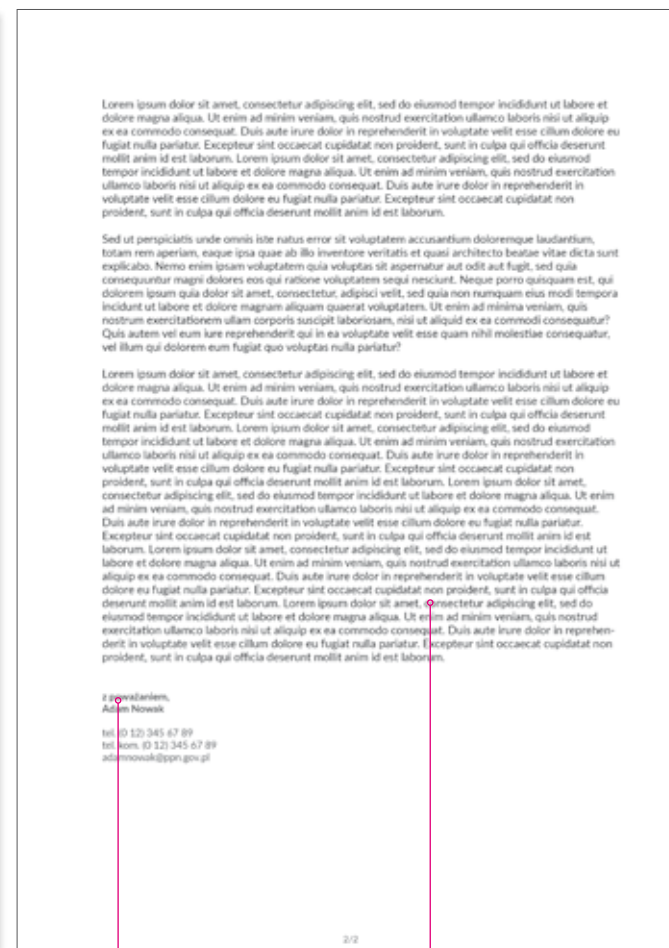 Lorem ipsum dolor sit amet, consectetur adipiscing elit, sed do eiusmod tempor incididunt ut labore et
dolore magna aliqua. Ut enim ad minim veniam, quis nostrud exercitation ullamco laboris nisi ut aliquip
ex ea commodo consequat. Duis aute irure dolor in reprehenderit in voluptate velit esse cillum dolore eu
fugiat nulla pariatur. Excepteur sint occaecat cupidatat non proident, sunt in culpa qui officia deserunt
mollit anim id est laborum. Lorem ipsum dolor sit amet, consectetur adipiscing elit, sed do eiusmod
tempor incididunt ut labore et dolore magna aliqua. Ut enim ad minim veniam, quis nostrud exercitation
ullamco laboris nisi ut aliquip ex ea commodo consequat. Duis aute irure dolor in reprehenderit in
voluptate velit esse cillum dolore eu fugiat nulla pariatur. Excepteur sint occaecat cupidatat non
proident, sunt in culpa qui officia deserunt mollit anim id est laborum.
Sed ut perspiciatis unde omnis iste natus error sit voluptatem accusantium doloremque laudantium,
totam rem aperiam, eaque ipsa quae ab illo inventore veritatis et quasi architecto beatae vitae dicta sunt
explicabo. Nemo enim ipsam voluptatem quia voluptas sit aspernatur aut odit aut fugit, sed quia
consequuntur magni dolores eos qui ratione voluptatem sequi nesciunt. Neque porro quisquam est, qui
dolorem ipsum quia dolor sit amet, consectetur, adipisci velit, sed quia non numquam eius modi tempora
incidunt ut labore et dolore magnam aliquam quaerat voluptatem. Ut enim ad minima veniam, quis
nostrum exercitationem ullam corporis suscipit laboriosam, nisi ut aliquid ex ea commodi consequatur?
Quis autem vel eum iure reprehenderit qui in ea voluptate velit esse quam nihil molestiae consequatur,
vel illum qui dolorem eum fugiat quo voluptas nulla pariatur?
Lorem ipsum dolor sit amet, consectetur adipiscing elit, sed do eiusmod tempor incididunt ut labore et
dolore magna aliqua. Ut enim ad minim veniam, quis nostrud exercitation ullamco laboris nisi ut aliquip
ex ea commodo consequat. Duis aute irure dolor in reprehenderit in voluptate velit esse cillum dolore eu
fugiat nulla pariatur. Excepteur sint occaecat cupidatat non proident, sunt in culpa qui officia deserunt
mollit anim id est laborum. Lorem ipsum dolor sit amet, consectetur adipiscing elit, sed do eiusmod
tempor incididunt ut labore et dolore magna aliqua. Ut enim ad minim veniam, quis nostrud exercitation
ullamco laboris nisi ut aliquip ex ea commodo consequat. Duis aute irure dolor in reprehenderit in
voluptate velit esse cillum dolore eu fugiat nulla pariatur. Excepteur sint occaecat cupidatat non
proident, sunt in culpa qui officia deserunt mollit anim id est laborum. Lorem ipsum dolor sit amet,
consectetur adipiscing elit, sed do eiusmod tempor incididunt ut labore et dolore magna aliqua. Ut enim
ad minim veniam, quis nostrud exercitation ullamco laboris nisi ut aliquip ex ea commodo consequat.
Duis aute irure dolor in reprehenderit in voluptate velit esse cillum dolore eu fugiat nulla pariatur.
Excepteur sint occaecat cupidatat non proident, sunt in culpa qui officia deserunt mollit anim id est
laborum. Lorem ipsum dolor sit amet, consectetur adipiscing elit, sed do eiusmod tempor incididunt ut
labore et dolore magna aliqua. Ut enim ad minim veniam, quis nostrud exercitation ullamco laboris nisi ut
aliquip ex ea commodo consequat. Duis aute irure dolor in reprehenderit in voluptate velit esse cillum
dolore eu fugiat nulla pariatur. Excepteur sint occaecat cupidatat non proident, sunt in culpa qui officia
deserunt mollit anim id est laborum. Lorem ipsum dolor sit amet, consectetur adipiscing elit, sed do
eiusmod tempor incididunt ut labore et dolore magna aliqua. Ut enim ad minim veniam, quis nostrud
exercitation ullamco laboris nisi ut aliquip ex ea commodo consequat. Duis aute irure dolor in reprehen-
derit in voluptate velit esse cillum dolore eu fugiat nulla pariatur. Excepteur sint occaecat cupidatat non
proident, sunt in culpa qui officia deserunt mollit anim id est laborum.
z poważaniem,
Adam Nowak
tel. (0 12) 345 67 89
tel. kom. (0 12) 345 67 89
adamnowak@ppn.gov.pl
2/2